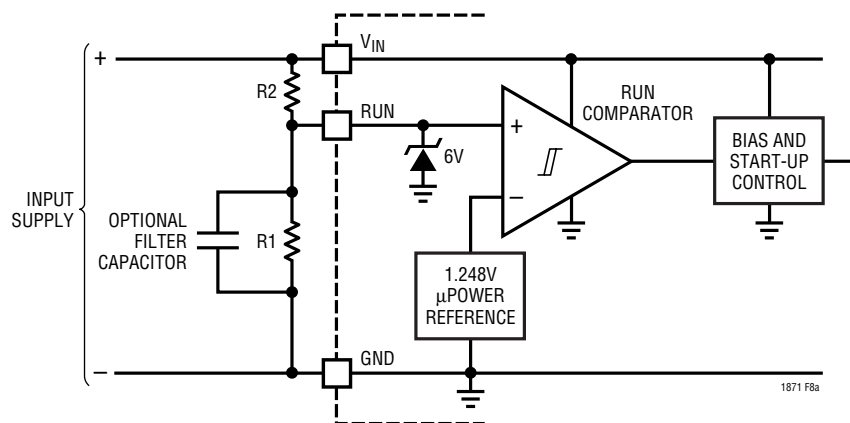 +
V_IN
R2
RUN
RUN
COMPARATOR
+
6V
BIAS AND
START-UP
CONTROL
INPUT
SUPPLY
OPTIONAL
FILTER
CAPACITOR
R1
−
1.248V
µPOWER
REFERENCE
−
GND
1871 F8a